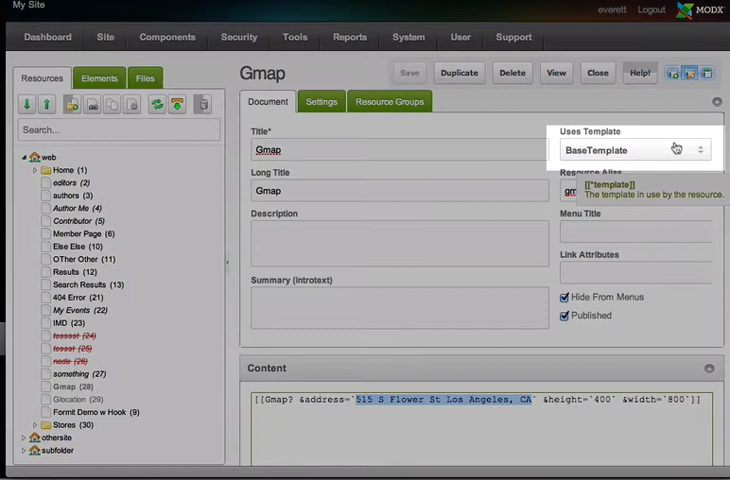 My Site
everett Logout MODX
Dashboard Site Components Security Tools Reports System User Support
Resources Elements Files
Search...
web
Home (1)
editors (2)
authors (3)
Author Me (4)
Contributor (5)
Member Page (6)
Else Else (10)
OTher Other (11)
Results (12)
Search Results (13)
404 Error (21)
My Events (22)
IMD (23)
something (27)
Gmap (28)
Glocation (29)
Formit Demo w Hook (9)
Stores (30)
othersite
subfolder
Gmap
Save Duplicate Delete View Close Help!
Document Settings Resource Groups
Title*
Gmap
Long Title
Gmap
Description
Summary (introtext)
Uses Template
BaseTemplate
Resource Alias
[[*template]]
The template in use by the resource.
Menu Title
Link Attributes
Hide From Menus
Published
Content
[[Gmap? &address=`515 S Flower St Los Angeles, CA` &height=`400` &width=`800`]]